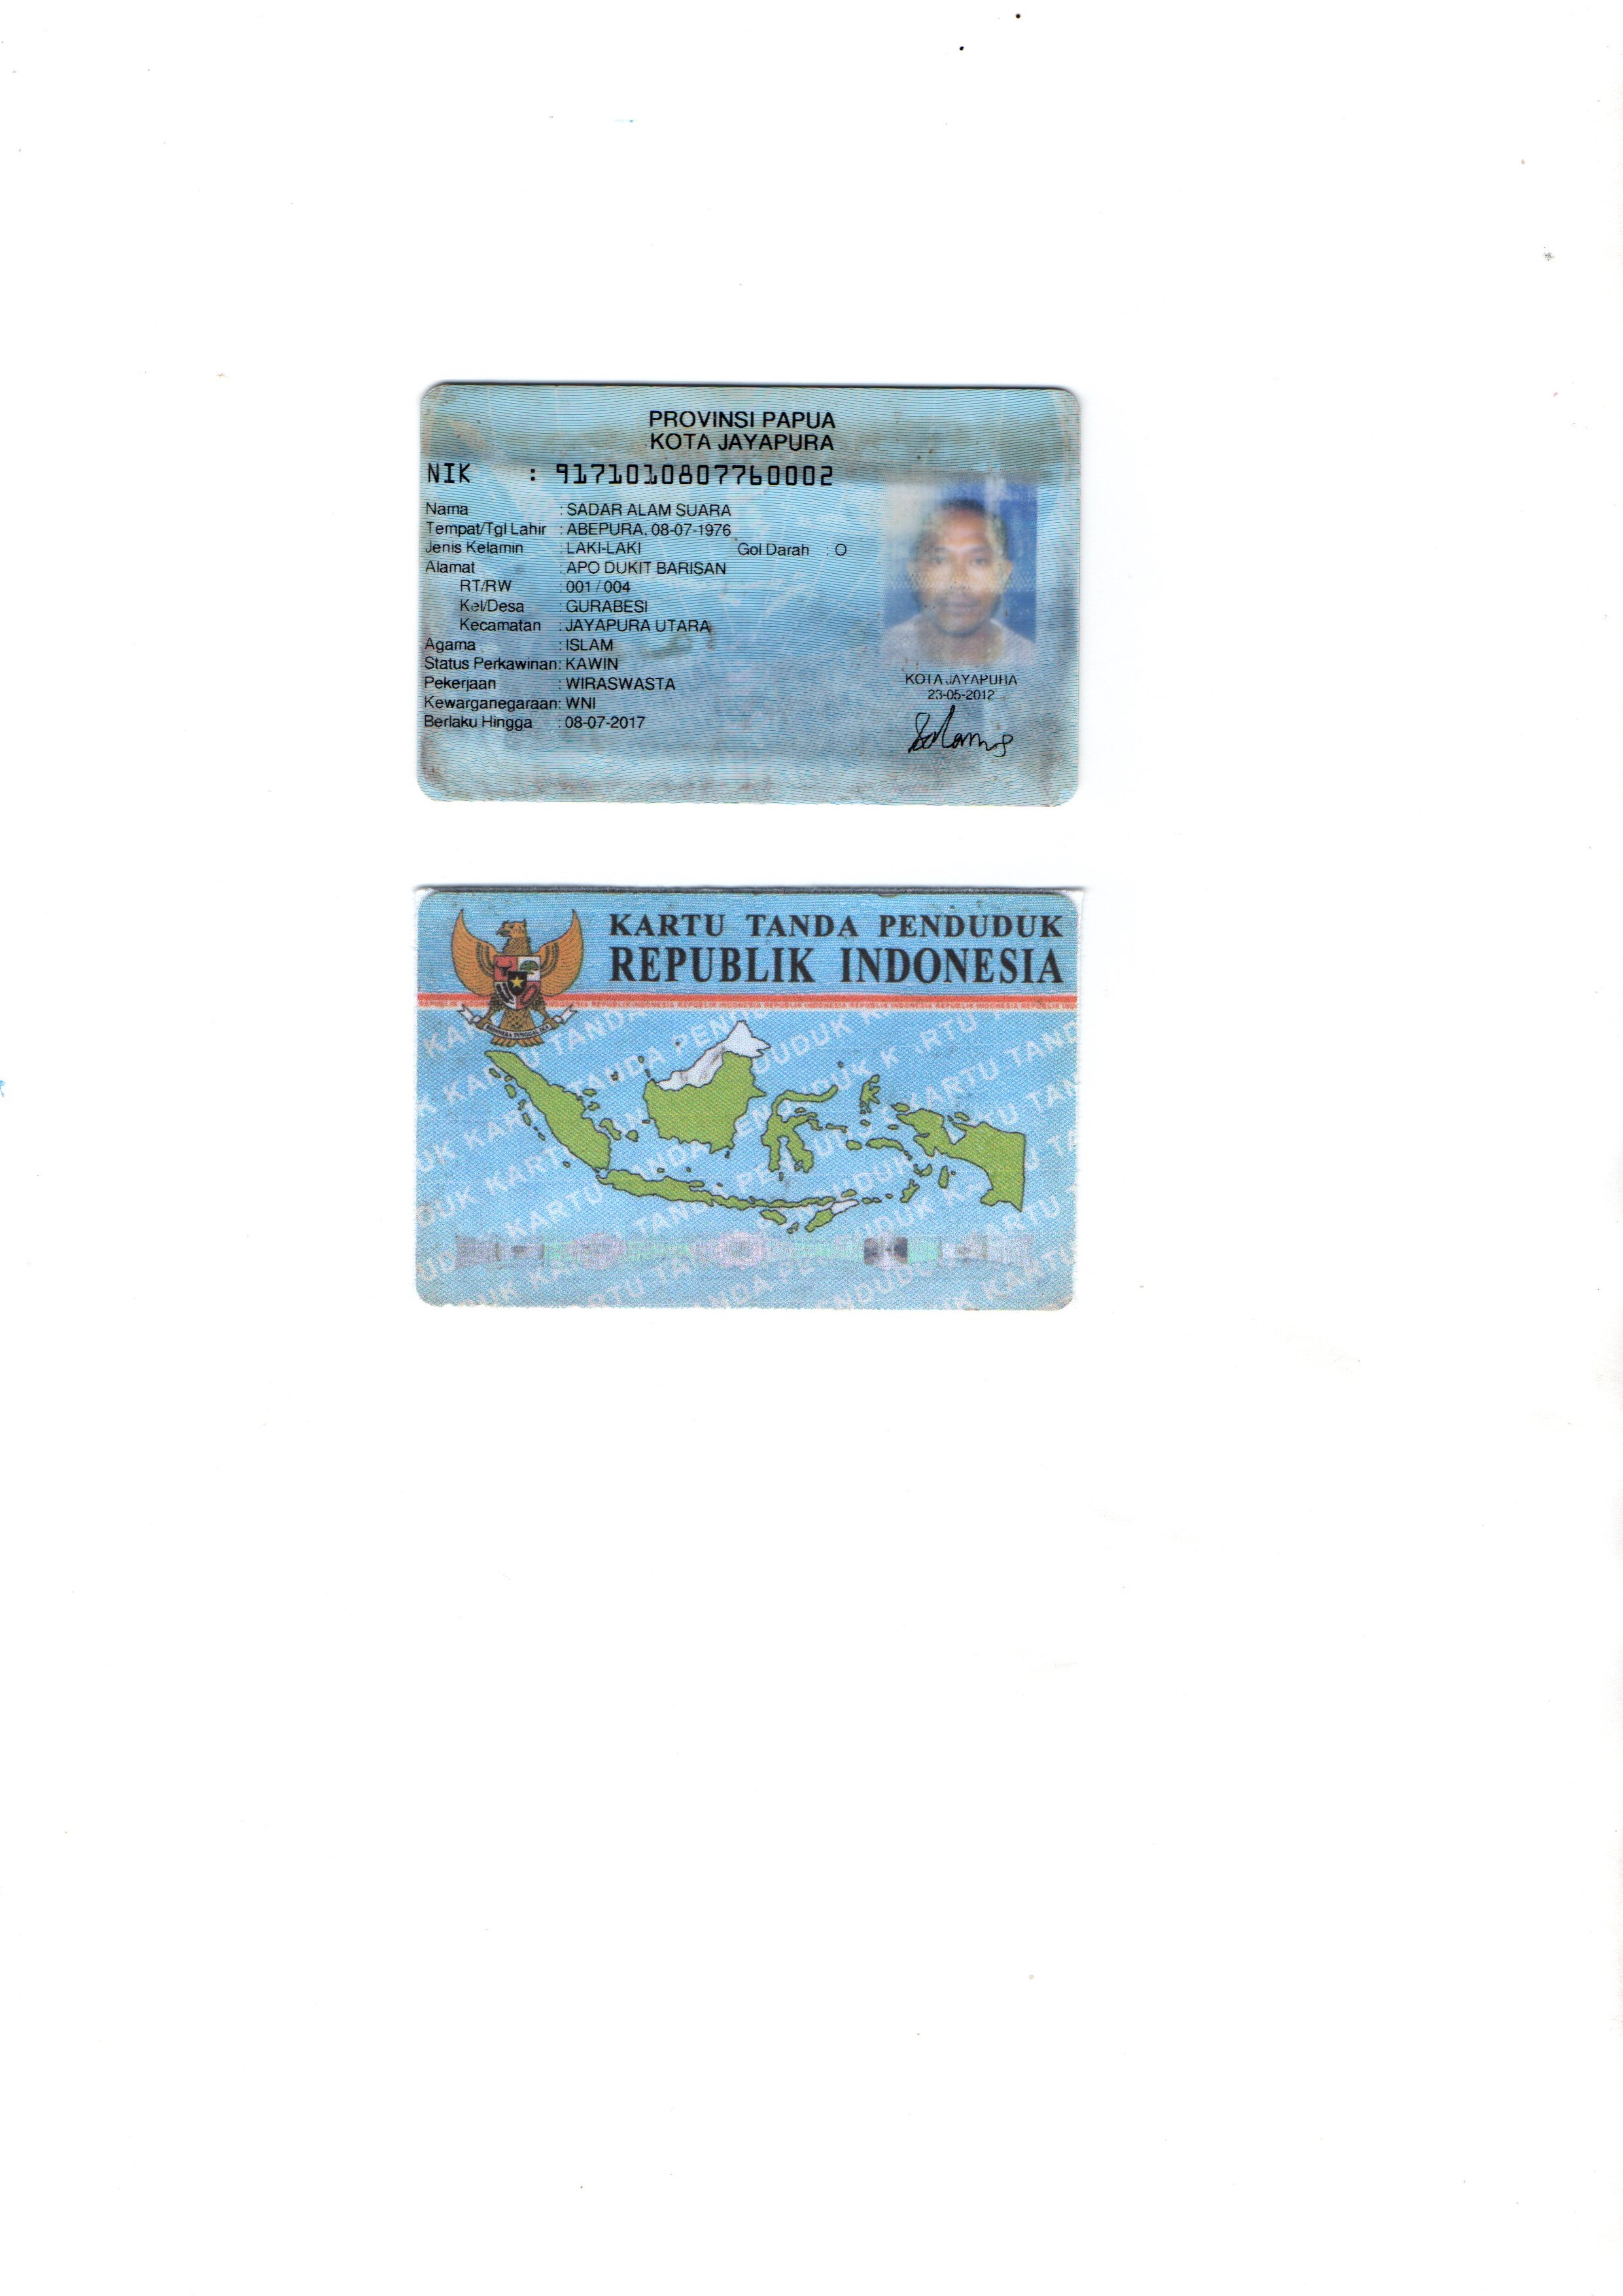 PROVINSI PAPUA
KOTA JAYAPURA
NIK : 9171010807760002
Nama : SADAR ALAM SUARA
Tempat/Tgl Lahir : ABEPURA, 08-07-1976
Jenis Kelamin : LAKI-LAKI Gol Darah : O
Alamat : APO DUKIT BARISAN
RT/RW : 001 / 004
Kel/Desa : GURABESI
Kecamatan : JAYAPURA UTARA
Agama : ISLAM
Status Perkawinan: KAWIN
Pekerjaan : WIRASWASTA
Kewarganegaraan: WNI
Berlaku Hingga : 08-07-2017
KOTA JAYAPURA
23-05-2012
KARTU TANDA PENDUDUK
REPUBLIK INDONESIA